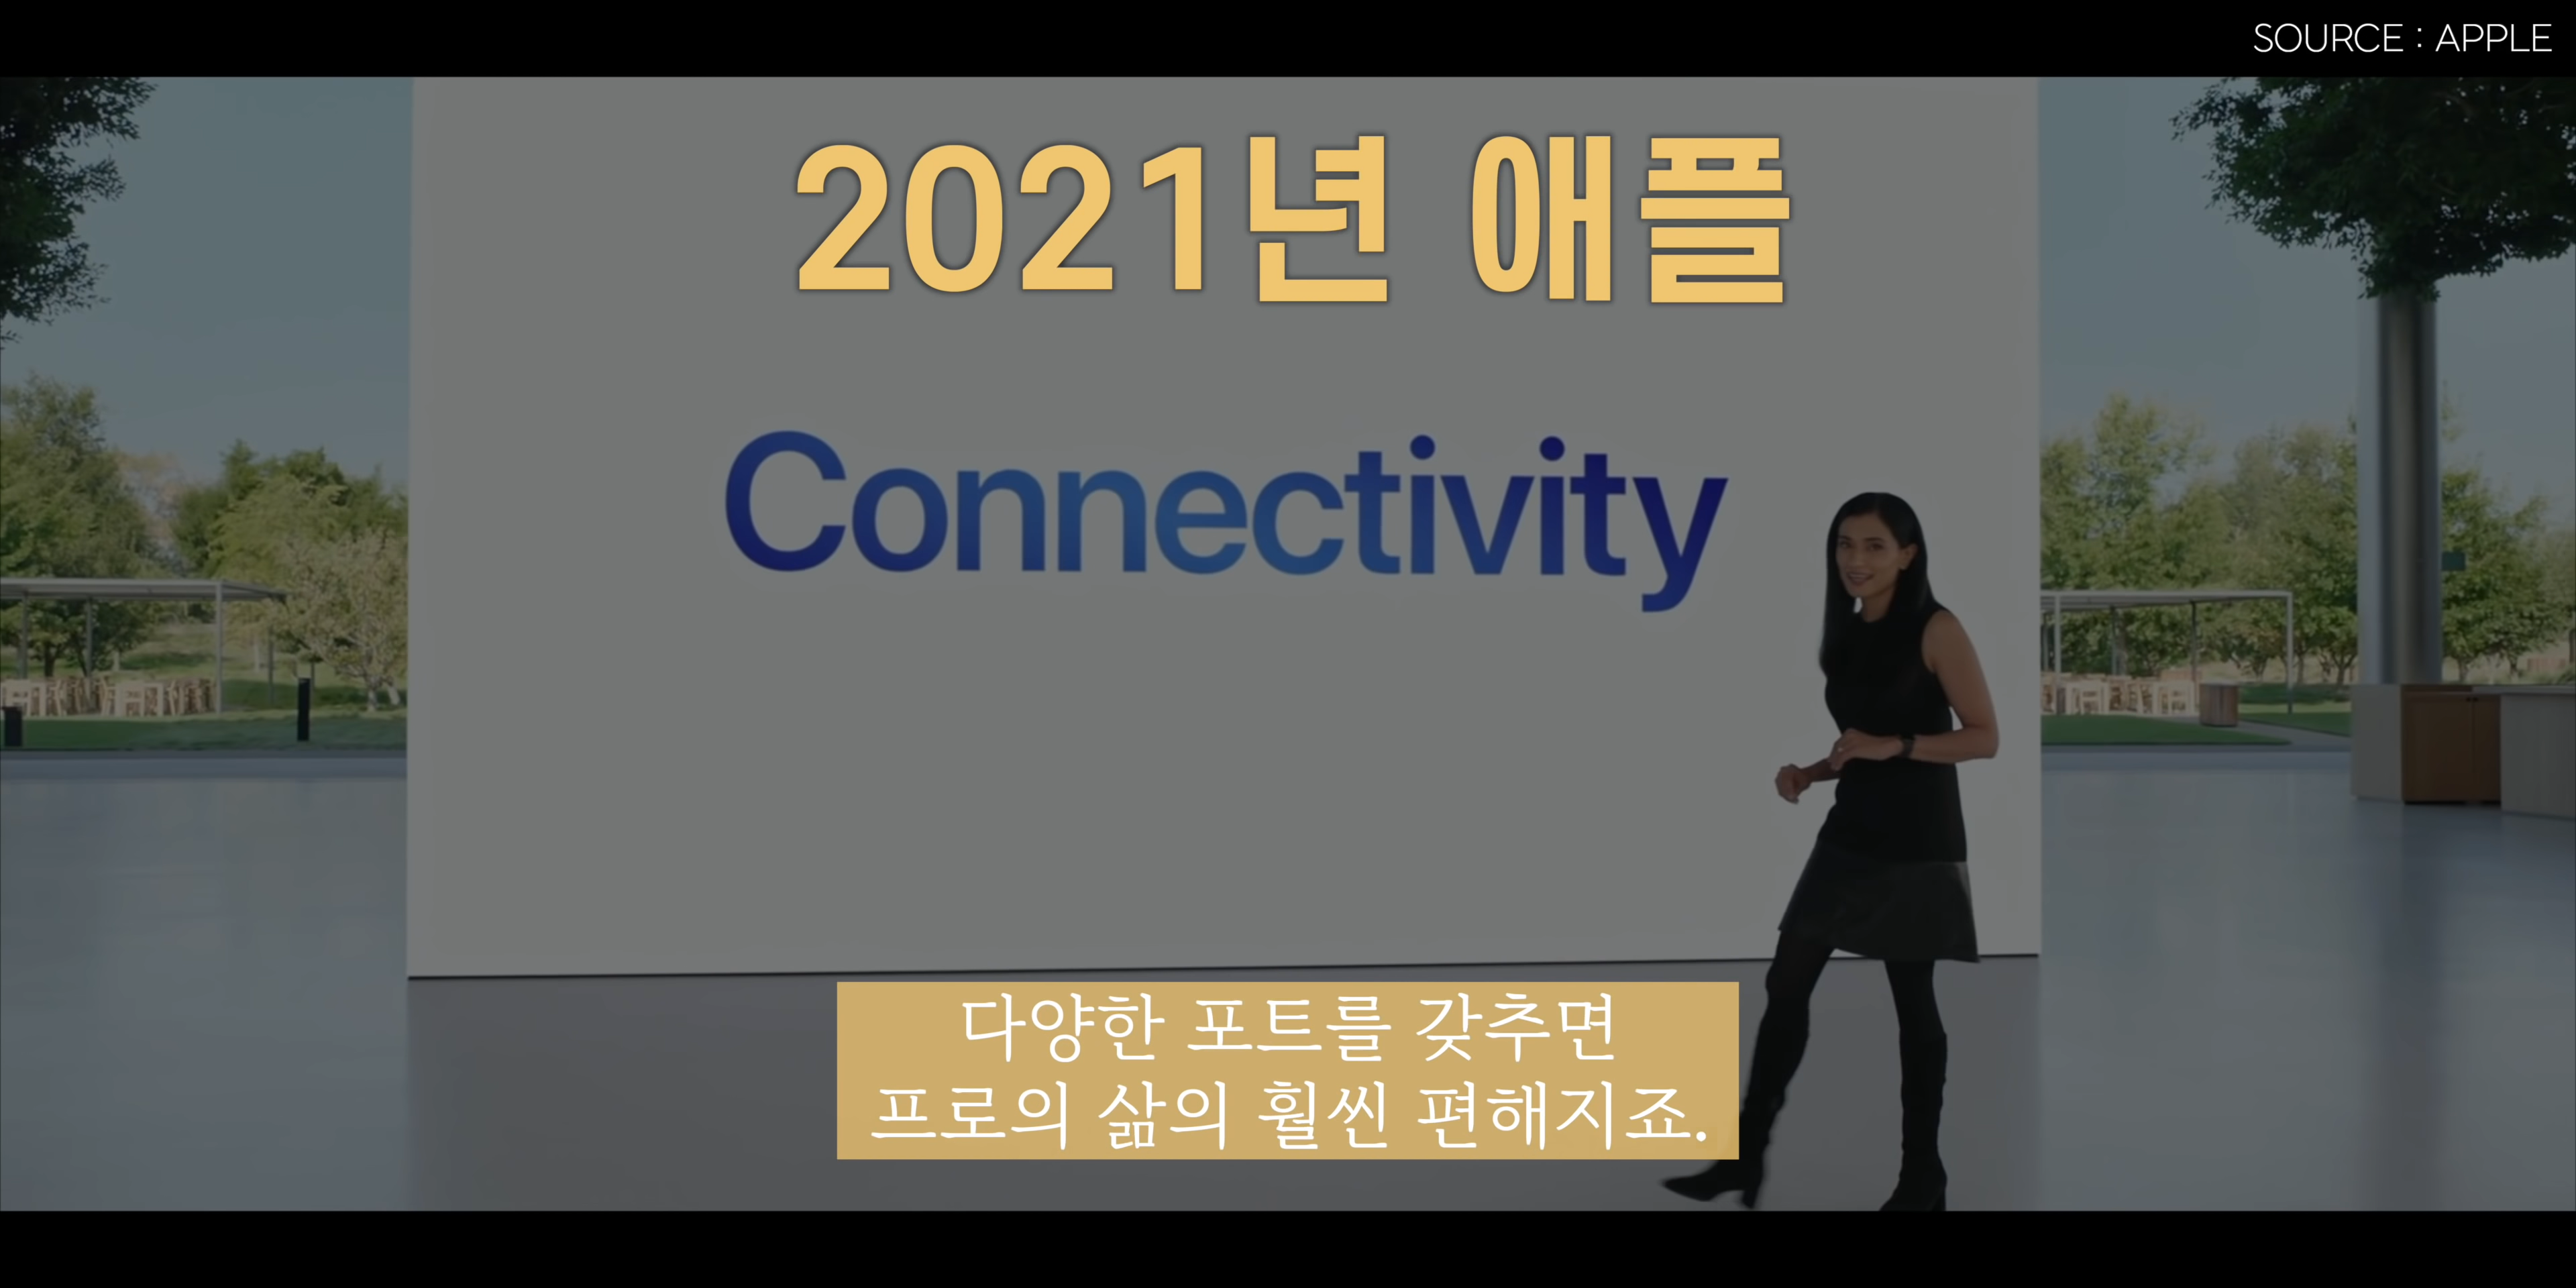 SOURCE : APPLE
2021년 애플
Connectivity
다양한 포트를 갖추면
프로의 삶의 훨씬 편해지죠.